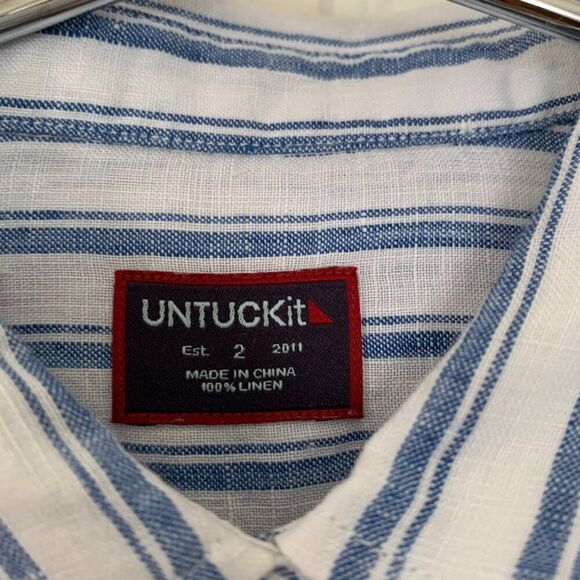 UNTUCKit
Est. 2 2011
MADE IN CHINA
100% LINEN